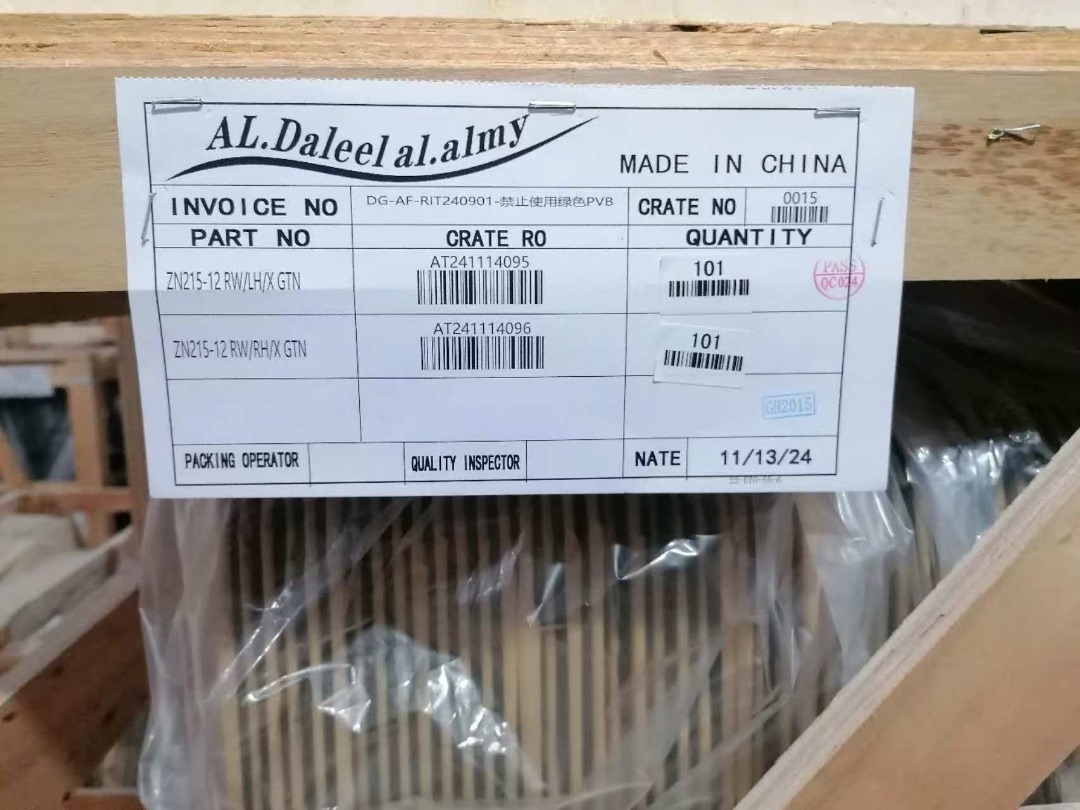 AL.Daleel al.almy
MADE IN CHINA
INVOICE NO DG-AF-RIT240901-禁止使用绿色PVB CRATE NO 0015
PART NO CRATE RO QUANTITY
ZN215-12 RW/LH/X GTN AT241114095 101
PASS
QC024
ZN215-12 RW/RH/X GTN AT241114096 101
GH2015
PACKING OPERATOR QUALITY INSPECTOR NATE 11/13/24